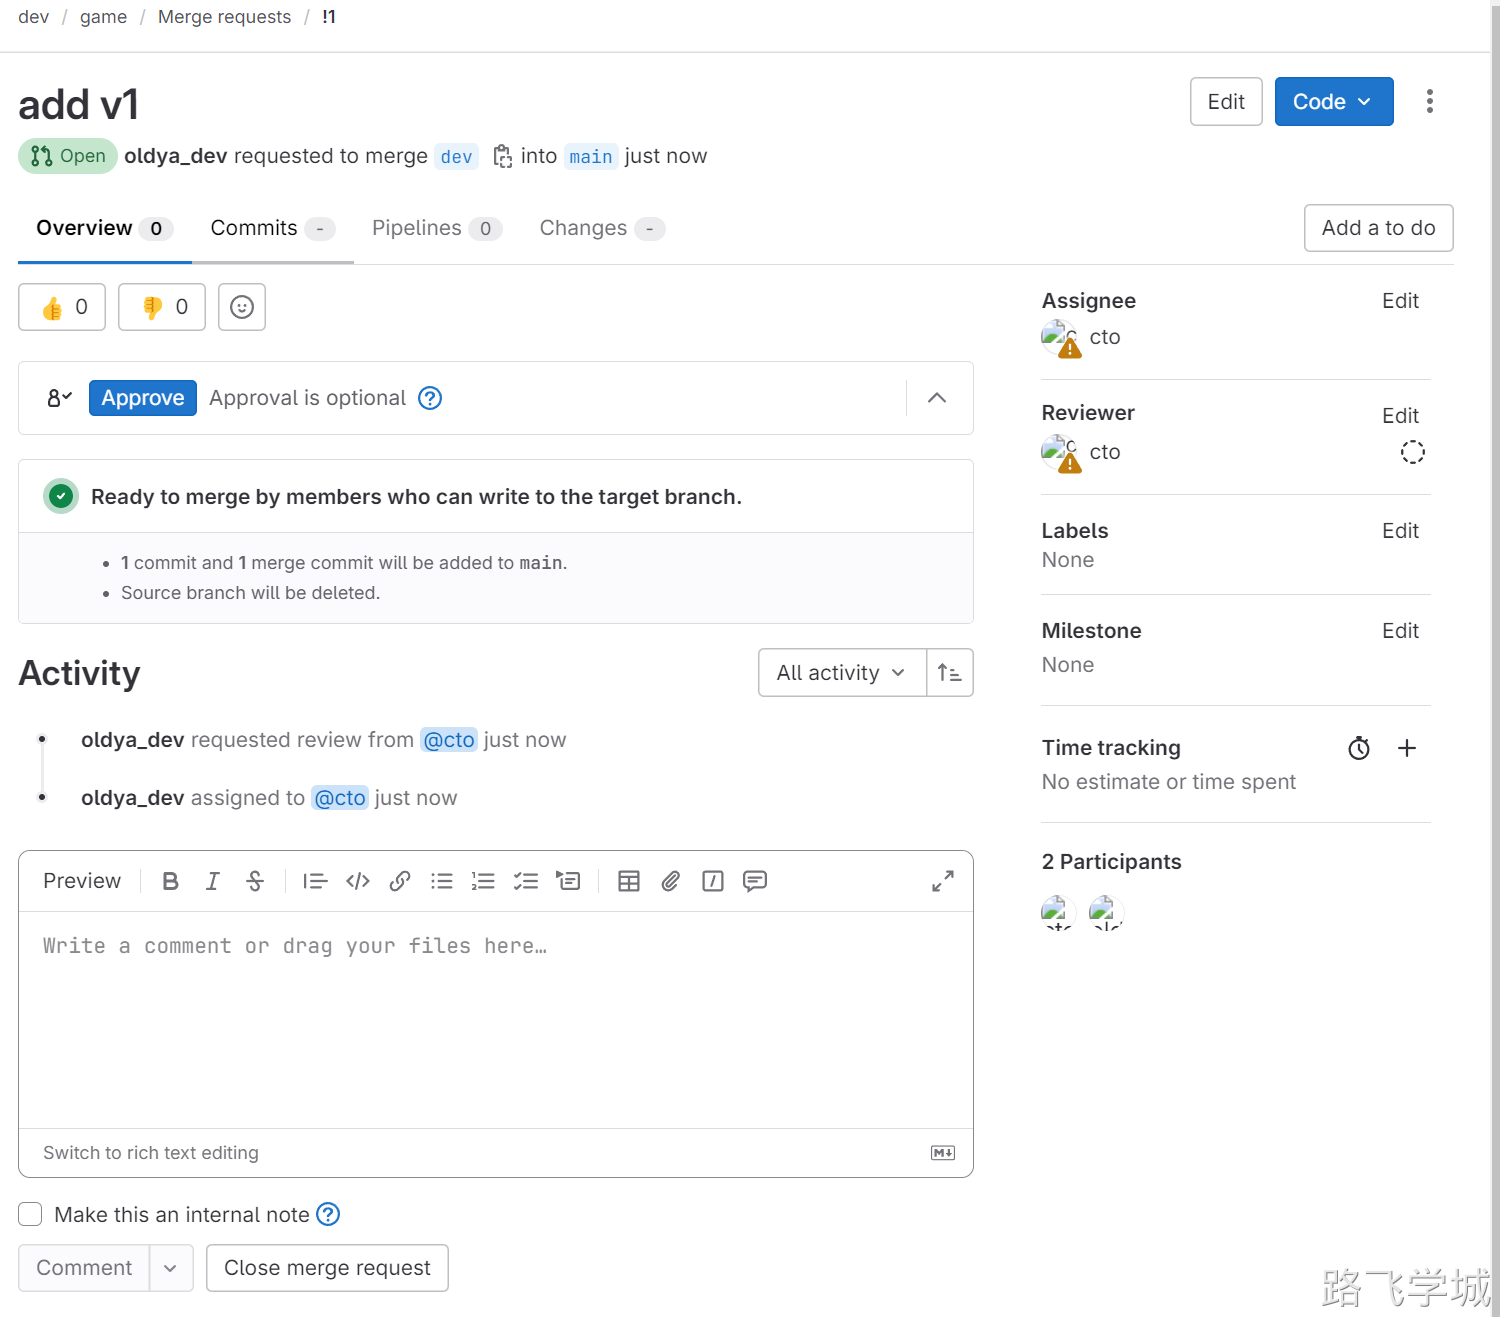 dev / game / Merge requests / !1
add v1
Edit
Code
Open oldya_dev requested to merge dev into main just now
Overview 0 Commits - Pipelines 0 Changes -
Add a to do
👍 0 👎 0
Approve Approval is optional
Ready to merge by members who can write to the target branch.
• 1 commit and 1 merge commit will be added to main.
• Source branch will be deleted.
Activity
All activity
oldya_dev requested review from @cto just now
oldya_dev assigned to @cto just now
Preview
Write a comment or drag your files here…
Switch to rich text editing
Make this an internal note
Comment
Close merge request
Assignee Edit
cto
Reviewer Edit
cto
Labels Edit
None
Milestone Edit
None
Time tracking
No estimate or time spent
2 Participants
路飞学城